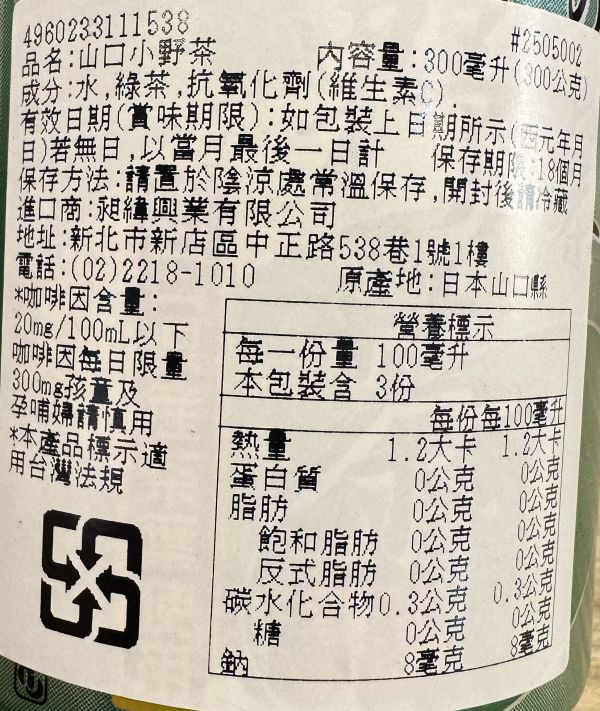 4960233111538
#2505002
品名:山口小野茶 內容量:300毫升(300公克)
成分:水,綠茶,抗氧化劑(維生素C).
有效日期(賞味期限):如包裝上日期所示(西元年月
日)若無日,以當月最後一日計 保存期限:18個月
保存方法:請置於陰涼處常溫保存,開封後請冷藏
進口商:昶緯興業有限公司
地址:新北市新店區中正路538巷1號1樓
電話:(02)2218-1010 原產地:日本山口縣
*咖啡因含量:
20mg/100mL以下
咖啡因每日限量
300mg孩童及
孕哺婦請慎用
*本產品標示適
用台灣法規
營養標示
每一份量 100毫升
本包裝含 3份
每份 每100毫升
熱量 1.2大卡 1.2大卡
蛋白質 0公克 0公克
脂肪 0公克 0公克
飽和脂肪 0公克 0公克
反式脂肪 0公克 0公克
碳水化合物 0.3公克 0.3公克
糖 0公克 0公克
鈉 8毫克 8毫克